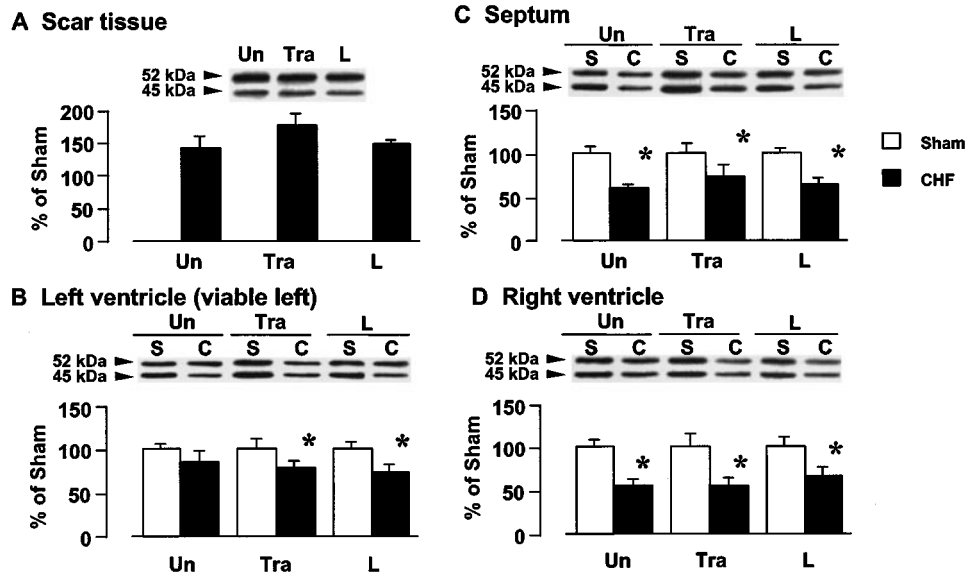 A Scar tissue
Un Tra L
52 kDa
45 kDa
200
150
100
50
0
% of Sham
Un Tra L
B Left ventricle (viable left)
Un Tra L
S C S C S C
52 kDa
45 kDa
150
100
50
0
% of Sham
* *
Un Tra L
C Septum
Un Tra L
S C S C S C
52 kDa
45 kDa
150
100
50
0
% of Sham
* * *
Un Tra L
Sham
CHF
D Right ventricle
Un Tra L
S C S C S C
52 kDa
45 kDa
150
100
50
0
% of Sham
* * *
Un Tra L